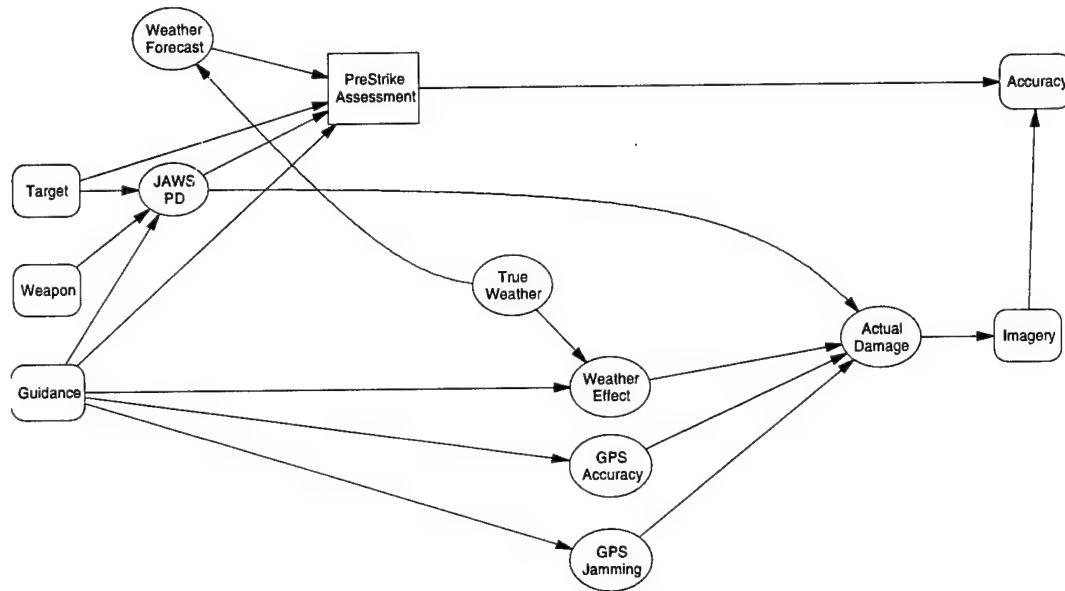 Weather
Forecast
PreStrike
Assessment
Accuracy
Target
JAWS
PD
Weapon
True
Weather
Actual
Damage
Imagery
Guidance
Weather
Effect
GPS
Accuracy
GPS
Jamming